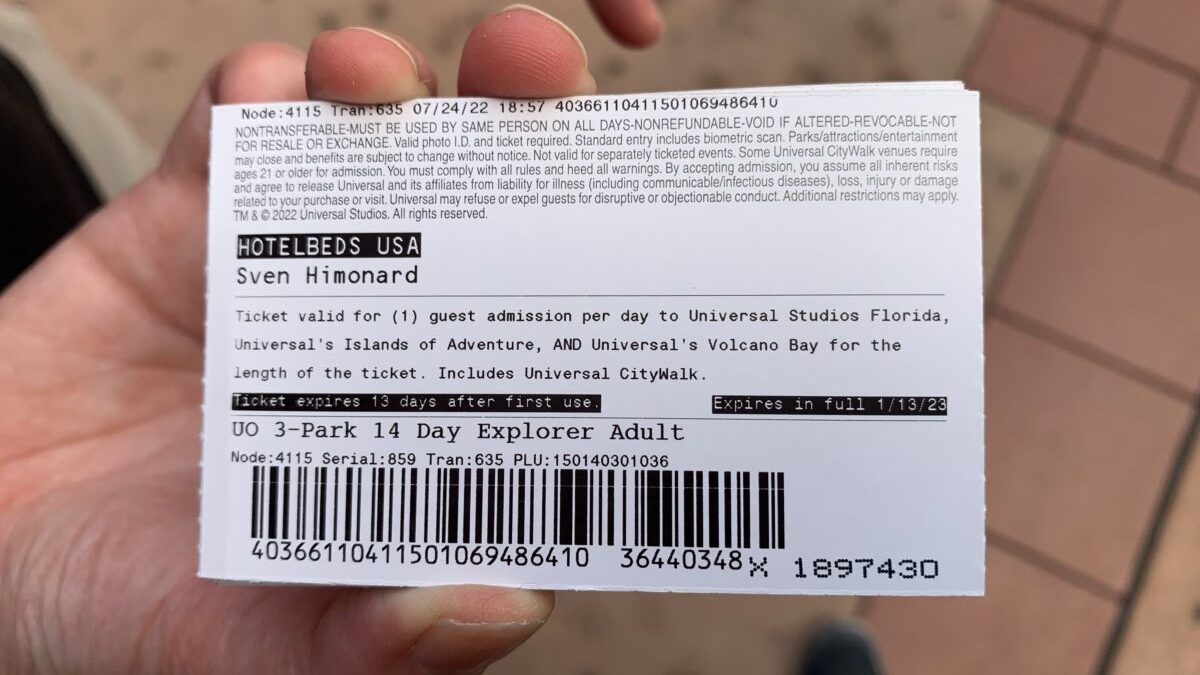 Node:4115 Tran:635 07/24/22 18:57 4036611041150106948​6410
NONTRANSFERABLE-MUST BE USED BY SAME PERSON ON ALL DAYS-NONREFUNDABLE-VOID IF ALTERED-REVOCABLE-NOT
FOR RESALE OR EXCHANGE. Valid photo I.D. and ticket required. Standard entry includes biometric scan. Parks/attractions/entertainment
may close and benefits are subject to change without notice. Not valid for separately ticketed events. Some Universal CityWalk venues require
ages 21 or older for admission. You must comply with all rules and heed all warnings. By accepting admission, you assume all inherent risks
and agree to release Universal and its affiliates from liability for illness (including communicable/infectious diseases), loss, injury or damage
related to your purchase or visit. Universal may refuse or expel guests for disruptive or objectionable conduct. Additional restrictions may apply.
TM & © 2022 Universal Studios. All rights reserved.
HOTELBEDS USA
Sven Himonard
Ticket valid for (1) guest admission per day to Universal Studios Florida,
Universal's Islands of Adventure, AND Universal's Volcano Bay for the
length of the ticket. Includes Universal CityWalk.
Ticket expires 13 days after first use. Expires in full 1/13/23
UO 3-Park 14 Day Explorer Adult
Node:4115 Serial:859 Tran:635 PLU:150140301036
40366110411501069486410 36440348 X 1897430